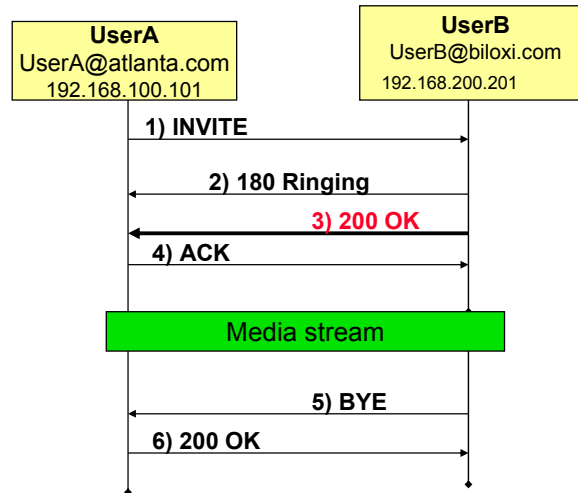 UserA
UserA@atlanta.com
192.168.100.101
UserB
UserB@biloxi.com
192.168.200.201
1) INVITE
2) 180 Ringing
3) 200 OK
4) ACK
Media stream
5) BYE
6) 200 OK